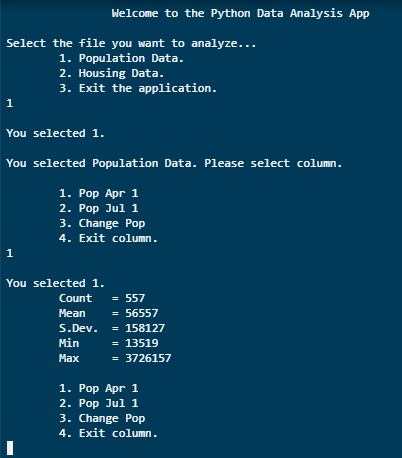 Welcome to the Python Data Analysis App
Select the file you want to analyze...
1. Population Data.
2. Housing Data.
3. Exit the application.
1
You selected 1.
You selected Population Data. Please select column.
1. Pop Apr 1
2. Pop Jul 1
3. Change Pop
4. Exit column.
1
You selected 1.
Count = 557
Mean = 56557
S.Dev. = 158127
Min = 13519
Max = 3726157
1. Pop Apr 1
2. Pop Jul 1
3. Change Pop
4. Exit column.